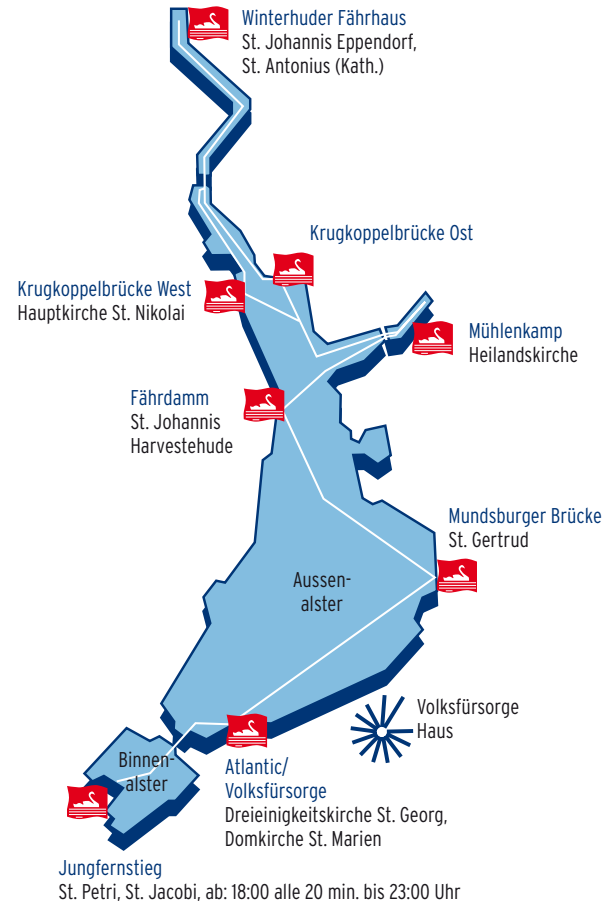 Winterhuder Fährhaus
St. Johannis Eppendorf,
St. Antonius (Kath.)
Krugkoppelbrücke Ost
Krugkoppelbrücke West
Hauptkirche St. Nikolai
Mühlenkamp
Heilandskirche
Fährdamm
St. Johannis
Harvestehude
Mundsburger Brücke
St. Gertrud
Aussen-
alster
Volksfürsorge
Haus
Binnen-
alster
Atlantic/
Volksfürsorge
Dreieinigkeitskirche St. Georg,
Domkirche St. Marien
Jungfernstieg
St. Petri, St. Jacobi, ab: 18:00 alle 20 min. bis 23:00 Uhr